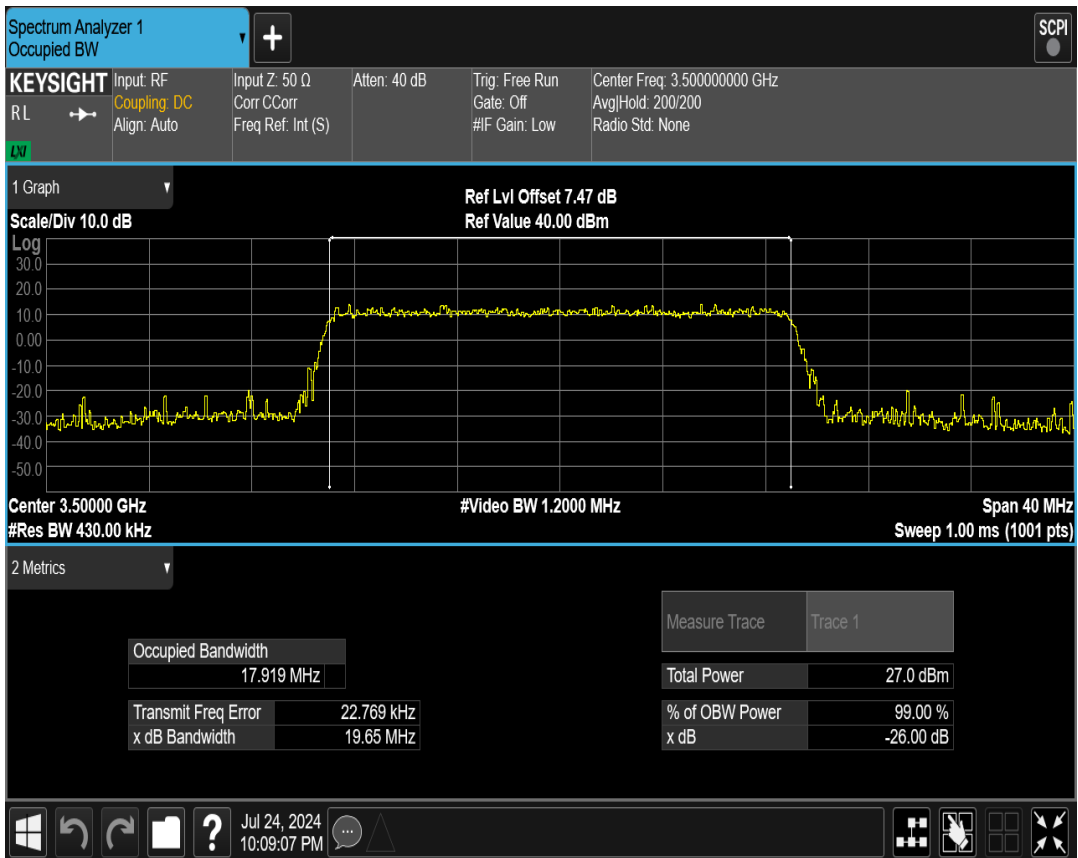 Spectrum Analyzer 1
Occupied BW
+
SCPI
KEYSIGHT
R L
LXI
Input: RF
Coupling: DC
Align: Auto
Input Z: 50 Ω
Corr CCorr
Freq Ref: Int (S)
Atten: 40 dB
Trig: Free Run
Gate: Off
#IF Gain: Low
Center Freq: 3.500000000 GHz
Avg|Hold: 200/200
Radio Std: None
1 Graph
Scale/Div 10.0 dB
Ref Lvl Offset 7.47 dB
Ref Value 40.00 dBm
Log
30.0
20.0
10.0
0.00
-10.0
-20.0
-30.0
-40.0
-50.0
Center 3.50000 GHz
#Video BW 1.2000 MHz
Span 40 MHz
#Res BW 430.00 kHz
Sweep 1.00 ms (1001 pts)
2 Metrics
Measure Trace Trace 1
Occupied Bandwidth
17.919 MHz
Total Power 27.0 dBm
Transmit Freq Error 22.769 kHz
% of OBW Power 99.00 %
x dB Bandwidth 19.65 MHz
x dB -26.00 dB
?
Jul 24, 2024
10:09:07 PM